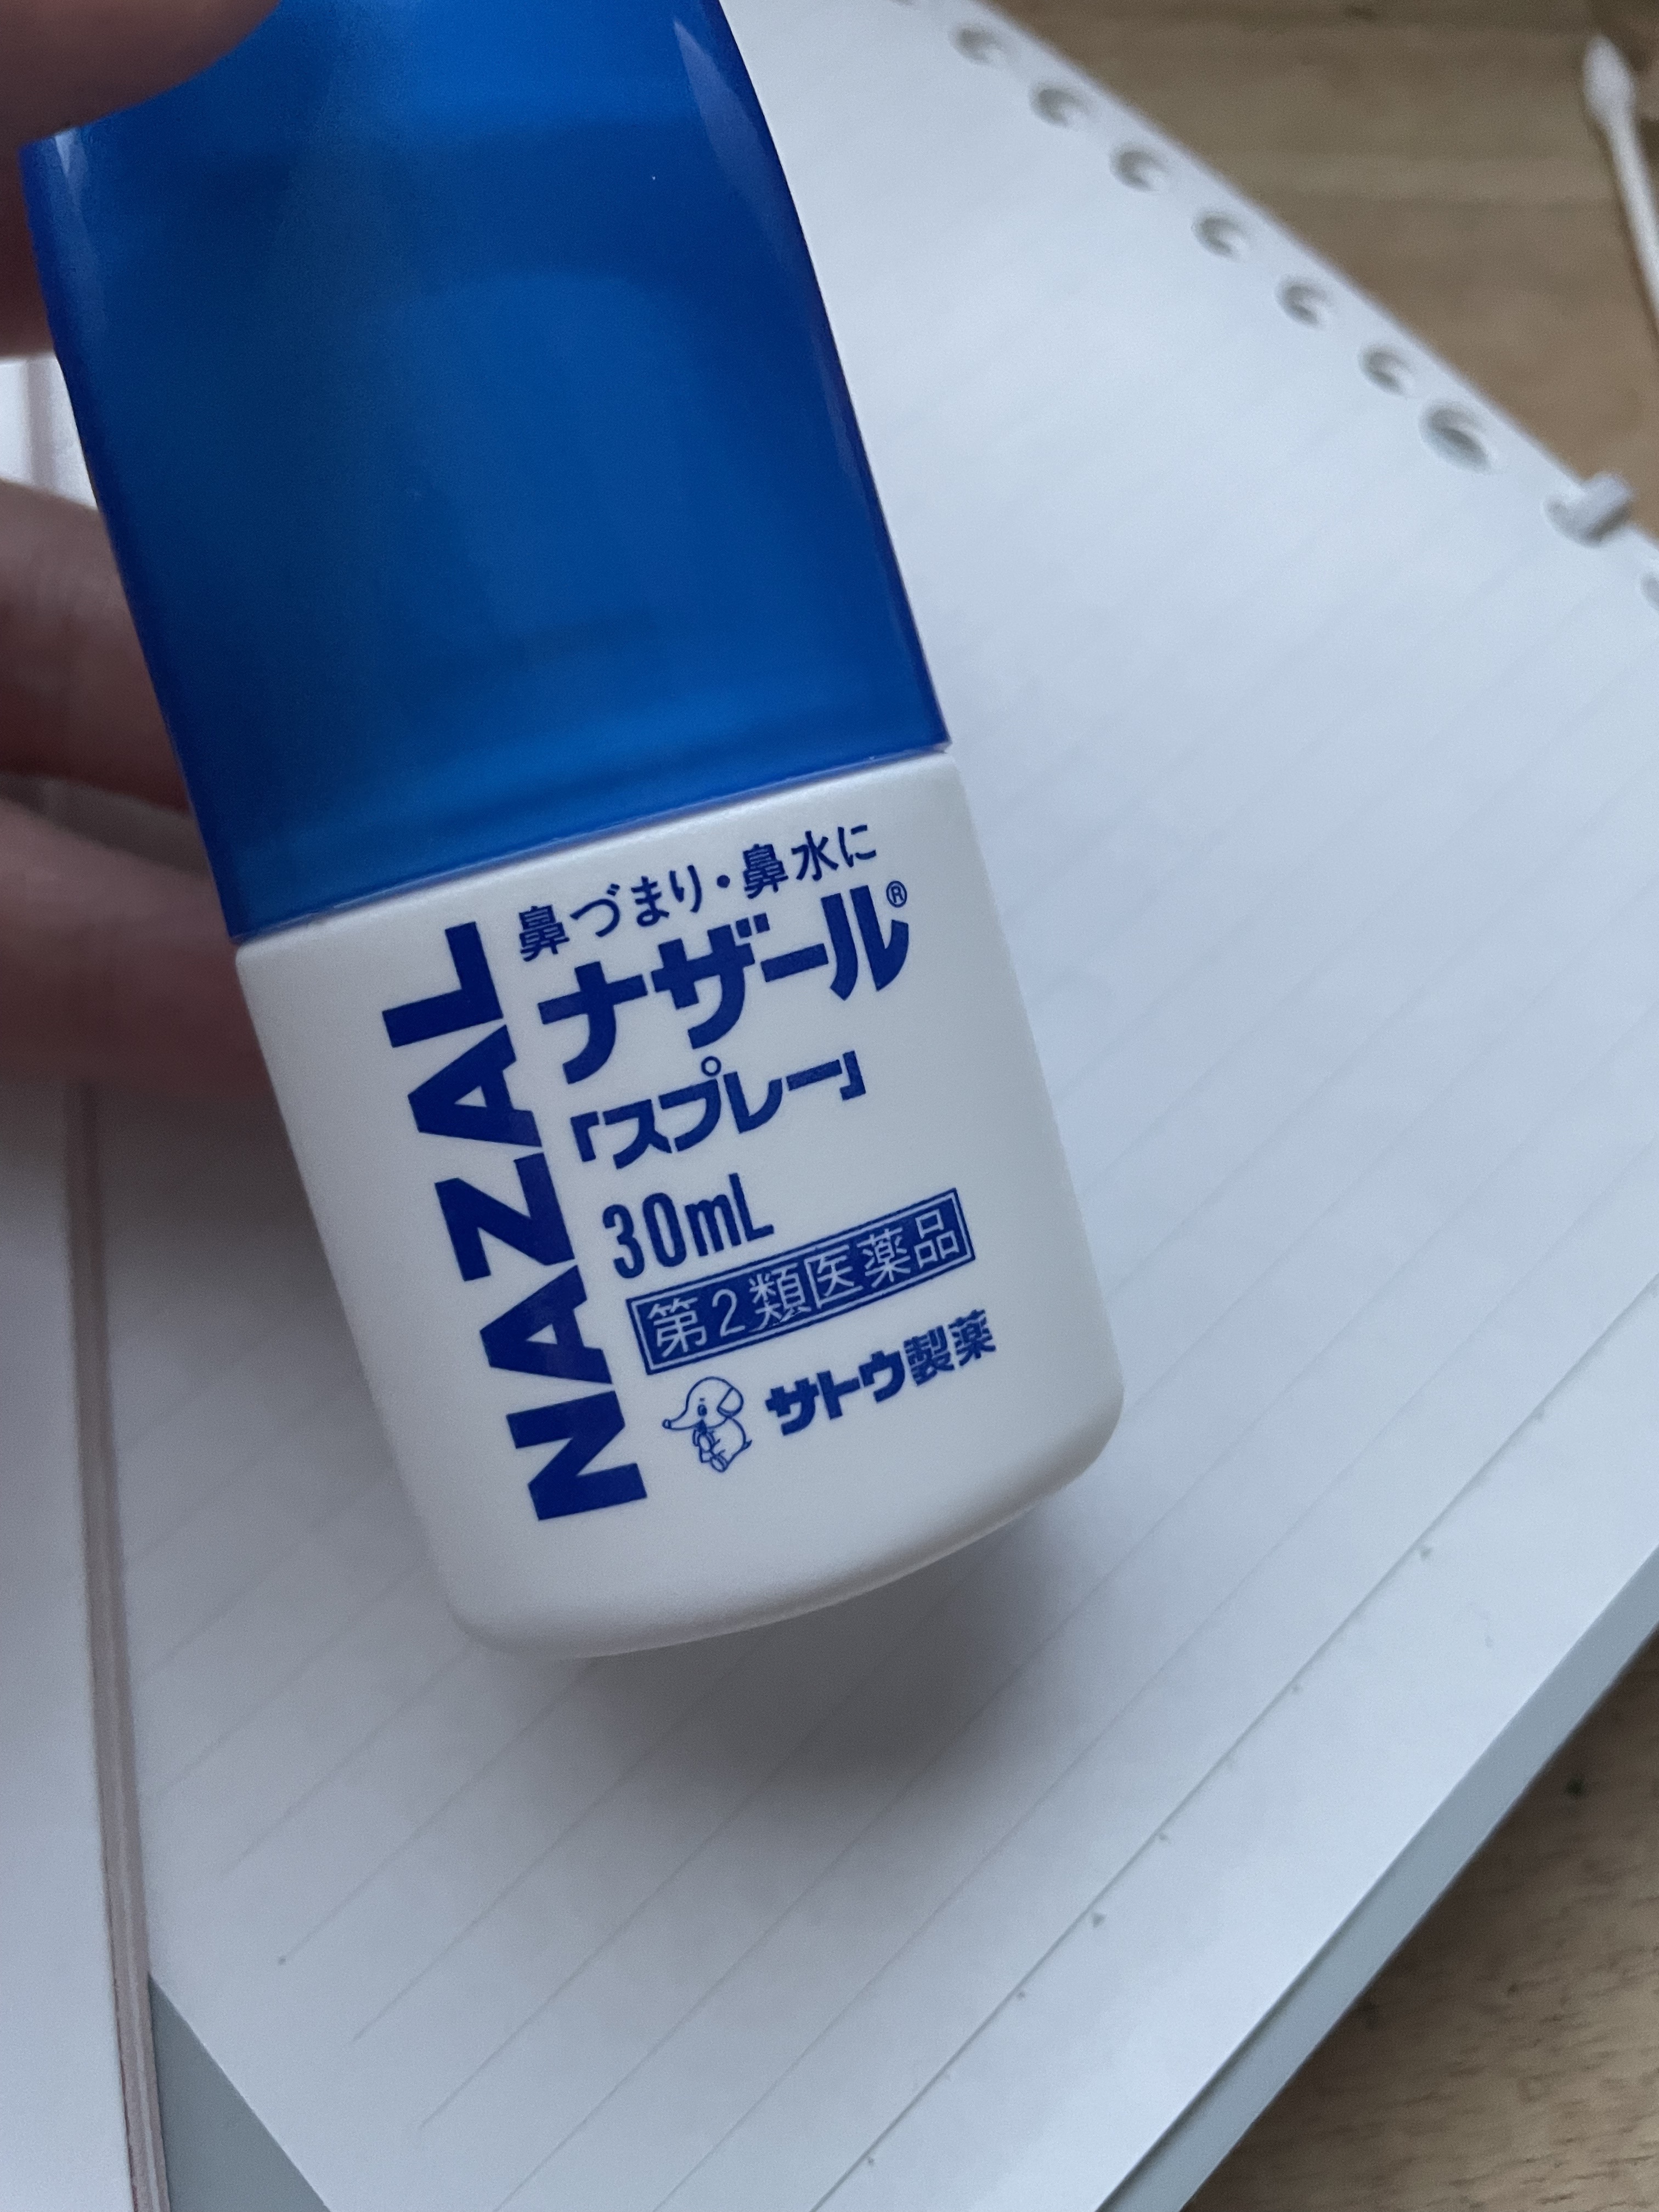 鼻づまり・鼻水に
ナザール®
「スプレー」
30mL
第2類医薬品
サトウ製薬
NAZAL